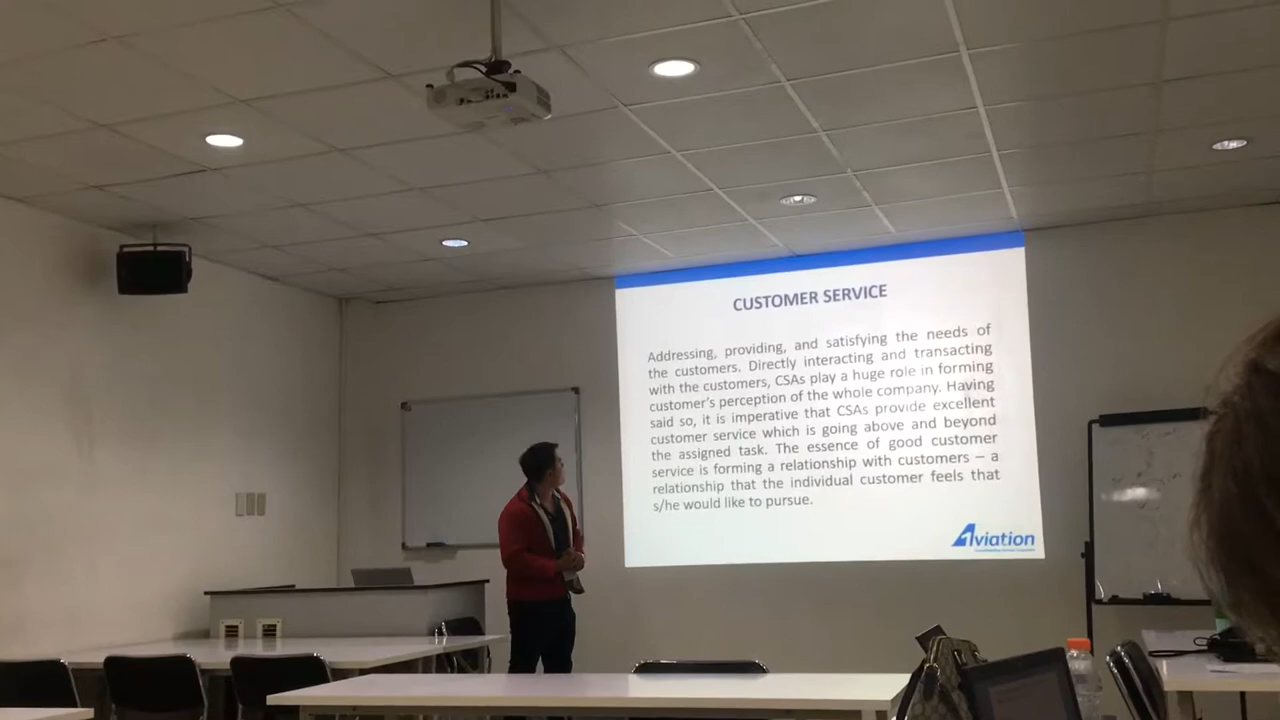 CUSTOMER SERVICE
Addressing, providing, and satisfying the needs of
the customers. Directly interacting and transacting
with the customers, CSAs play a huge role in forming
customer's perception of the whole company. Having
said so, it is imperative that CSAs provide excellent
customer service which is going above and beyond
the assigned task. The essence of good customer
service is forming a relationship with customers – a
relationship that the individual customer feels that
s/he would like to pursue.
Aviation